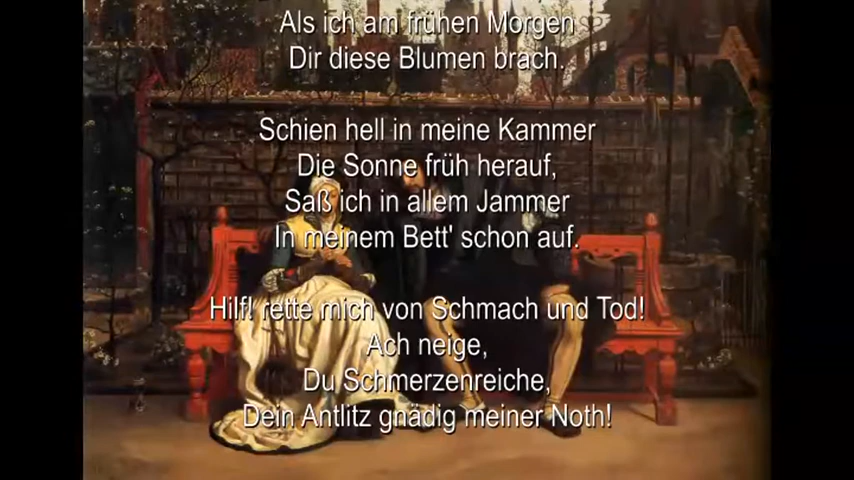 Als ich am frühen Morgen
Dir diese Blumen brach.
Schien hell in meine Kammer
Die Sonne früh herauf,
Saß ich in allem Jammer
In meinem Bett' schon auf.
Hilf! rette mich von Schmach und Tod!
Ach neige,
Du Schmerzenreiche,
Dein Antlitz gnädig meiner Noth!